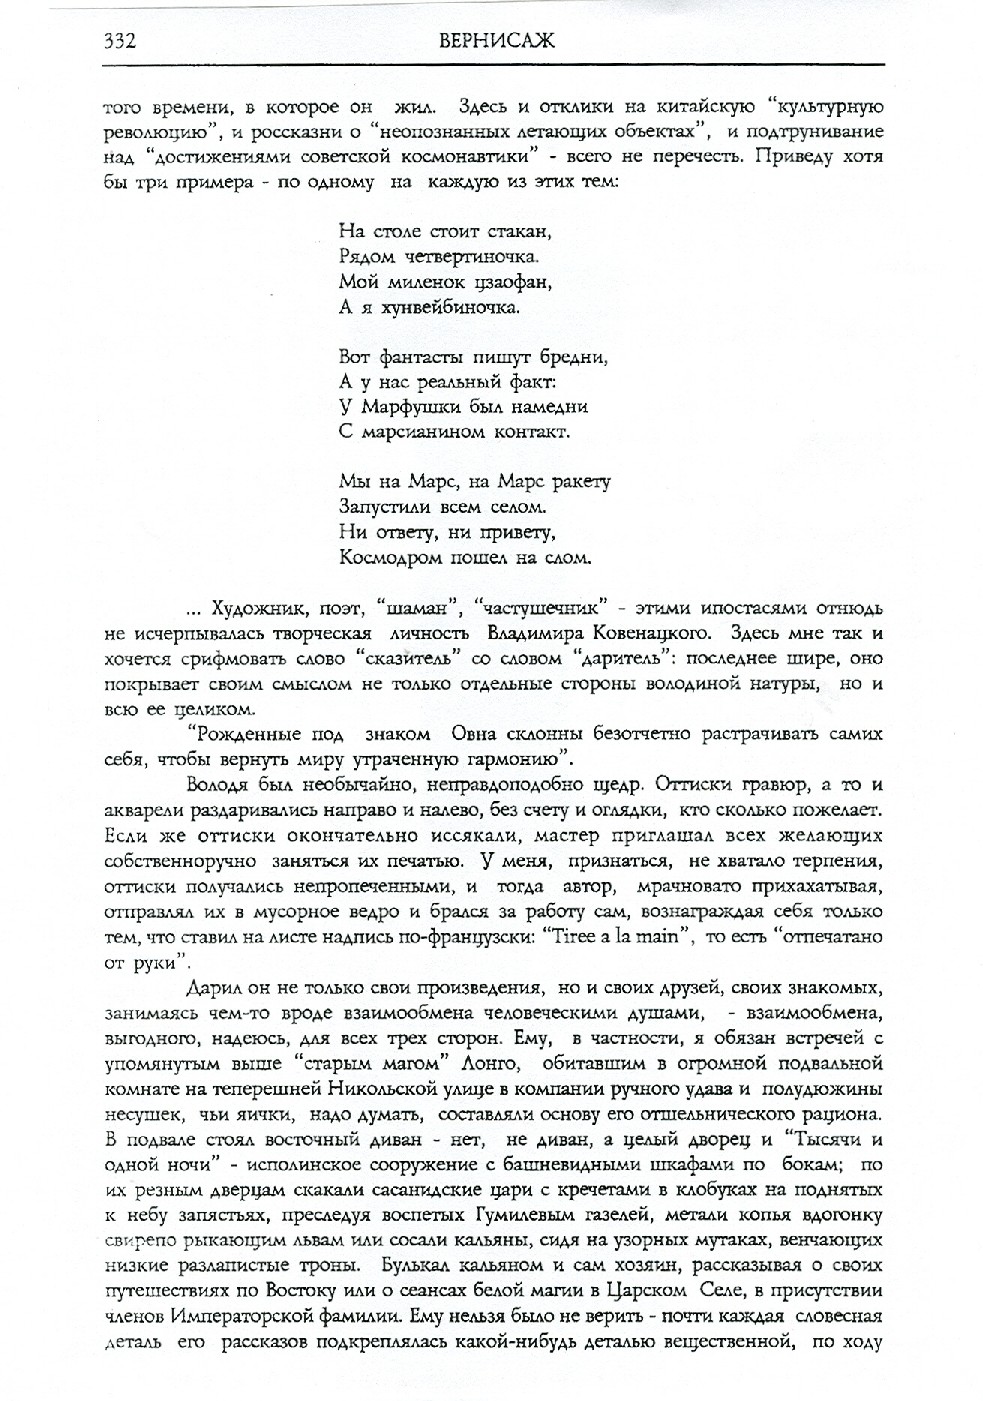 332
ВЕРНИСАЖ
того времени, в которое он жил. Здесь и отклики на китайскую “культурную
революцию”, и россказни о “неопознанных летающих объектах”, и подтрунивание
над “достижениями советской космонавтики” - всего не перечесть. Приведу хотя
бы три примера - по одному на каждую из этих тем:
На столе стоит стакан,
Рядом четвертиночка.
Мой миленок цзаофан,
А я хунвейбиночка.
Вот фантасты пишут бредни,
А у нас реальный факт:
У Марфушки был намедни
С марсианином контакт.
Мы на Марс, на Марс ракету
Запустили всем селом.
Ни ответу, ни привету,
Космодром пошел на слом.
... Художник, поэт, “шаман”, “частушечник” - этими ипостасями отнюдь
не исчерпывалась творческая личность Владимира Ковенацкого. Здесь мне так и
хочется срифмовать слово “сказитель” со словом “даритель”: последнее шире, оно
покрывает своим смыслом не только отдельные стороны володиной натуры, но и
всю ее целиком.
“Рожденные под знаком Овна склонны безотчетно растрачивать самих
себя, чтобы вернуть миру утраченную гармонию”.
Володя был необычайно, неправдоподобно щедр. Оттиски гравюр, а то и
акварели раздаривались направо и налево, без счету и оглядки, кто сколько пожелает.
Если же оттиски окончательно иссякали, мастер приглашал всех желающих
собственноручно заняться их печатью. У меня, признаться, не хватало терпения,
оттиски получались непропеченными, и тогда автор, мрачновато прихахатывая,
отправлял их в мусорное ведро и брался за работу сам, вознаграждая себя только
тем, что ставил на листе надпись по-французски: “Tiree a la main”, то есть “отпечатано
от руки”.
Дарил он не только свои произведения, но и своих друзей, своих знакомых,
занимаясь чем-то вроде взаимообмена человеческими душами, - взаимообмена,
выгодного, надеюсь, для всех трех сторон. Ему, в частности, я обязан встречей с
упомянутым выше “старым магом” Лонго, обитавшим в огромной подвальной
комнате на теперешней Никольской улице в компании ручного удава и полудюжины
несушек, чьи яички, надо думать, составляли основу его отшельнического рациона.
В подвале стоял восточный диван - нет, не диван, а целый дворец и “Тысячи и
одной ночи” - исполинское сооружение с башневидными шкафами по бокам; по
их резным дверцам скакали сасанидские цари с кречетами в клобуках на поднятых
к небу запястьях, преследуя воспетых Гумилевым газелей, метали копья вдогонку
свирепо рыкающим львам или сосали кальяны, сидя на узорных мутаках, венчающих
низкие разлапистые троны. Булькал кальяном и сам хозяин, рассказывая о своих
путешествиях по Востоку или о сеансах белой магии в Царском Селе, в присутствии
членов Императорской фамилии. Ему нельзя было не верить - почти каждая словесная
деталь его рассказов подкреплялась какой-нибудь деталью вещественной, по ходу